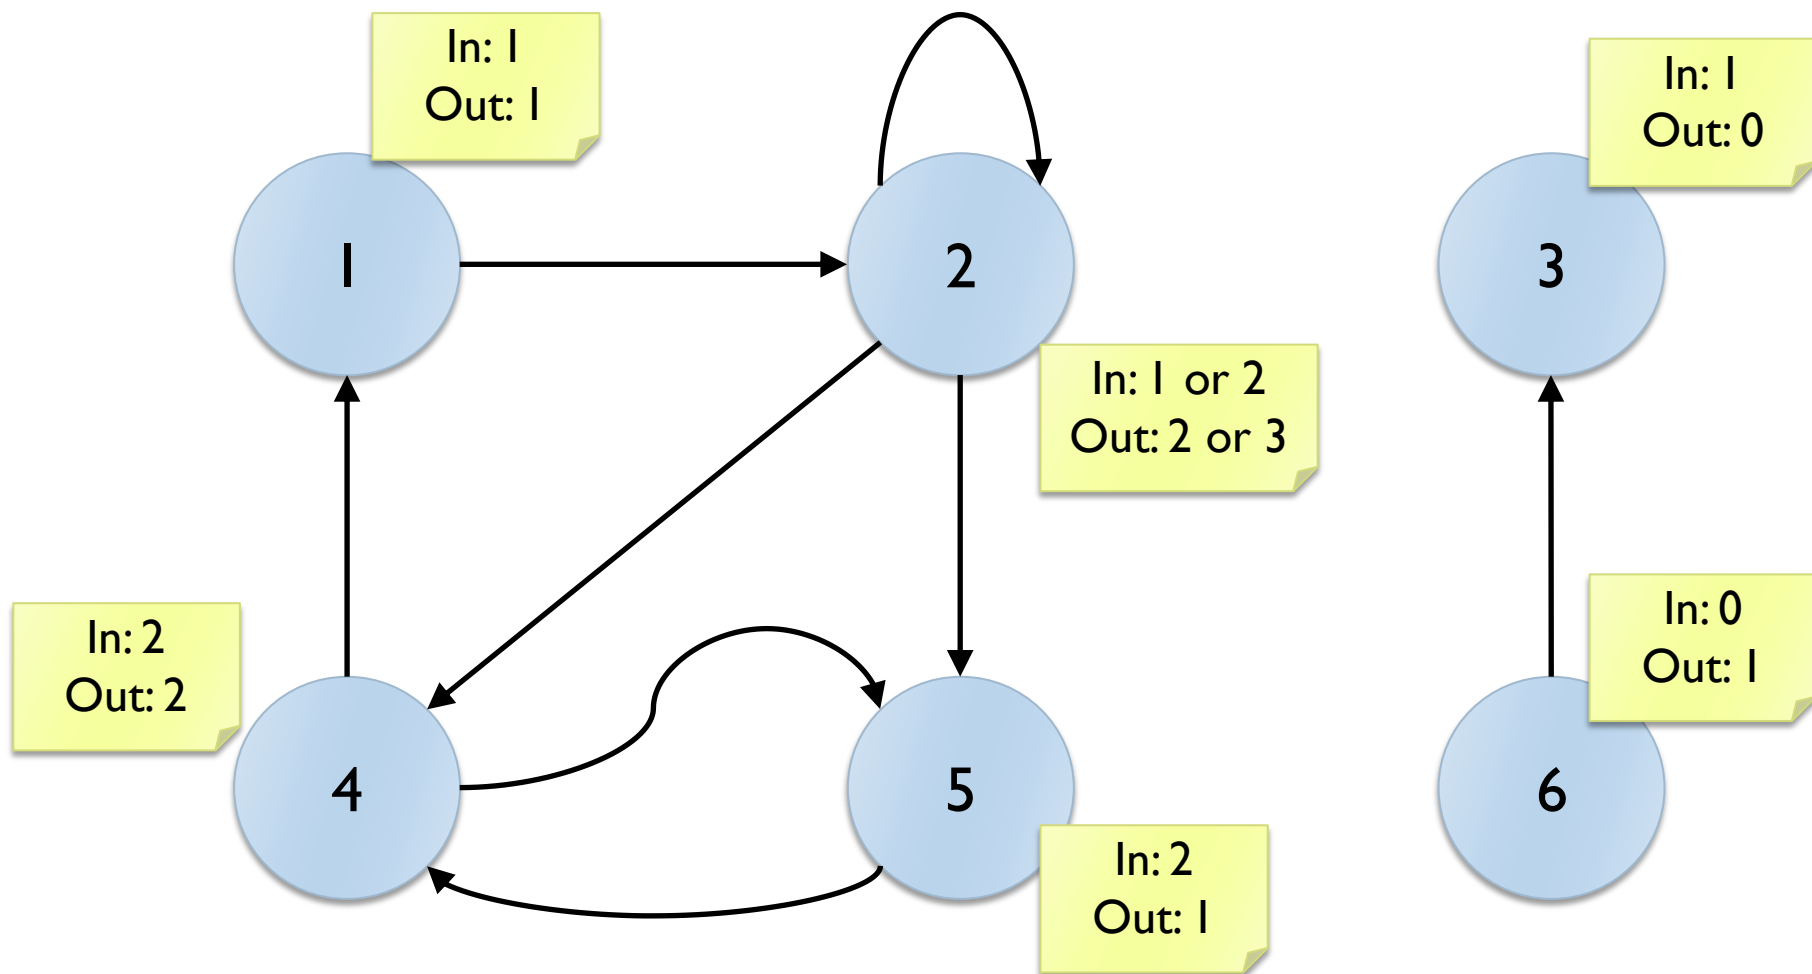 In: 1
Out: 1
In: 1
Out: 0
1
2
3
In: 1 or 2
Out: 2 or 3
In: 2
Out: 2
In: 0
Out: 1
4
5
6
In: 2
Out: 1